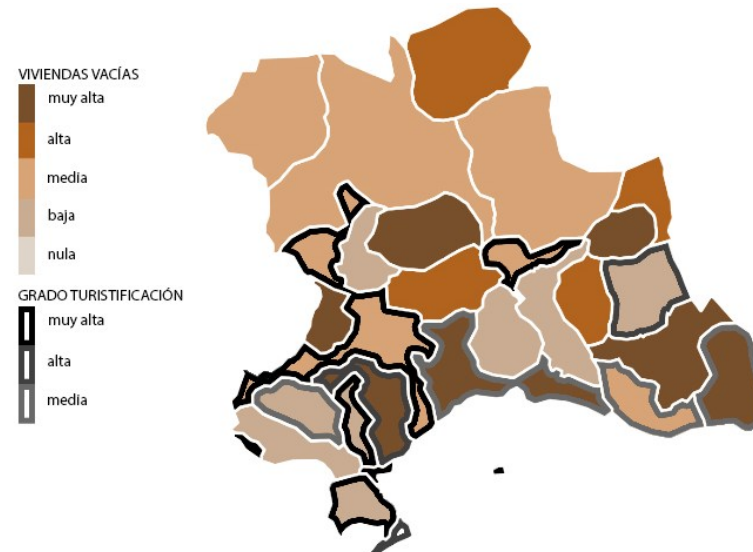 VIVIENDAS VACÍAS
muy alta
alta
media
baja
nula
GRADO TURISTIFICACIÓN
muy alta
alta
media